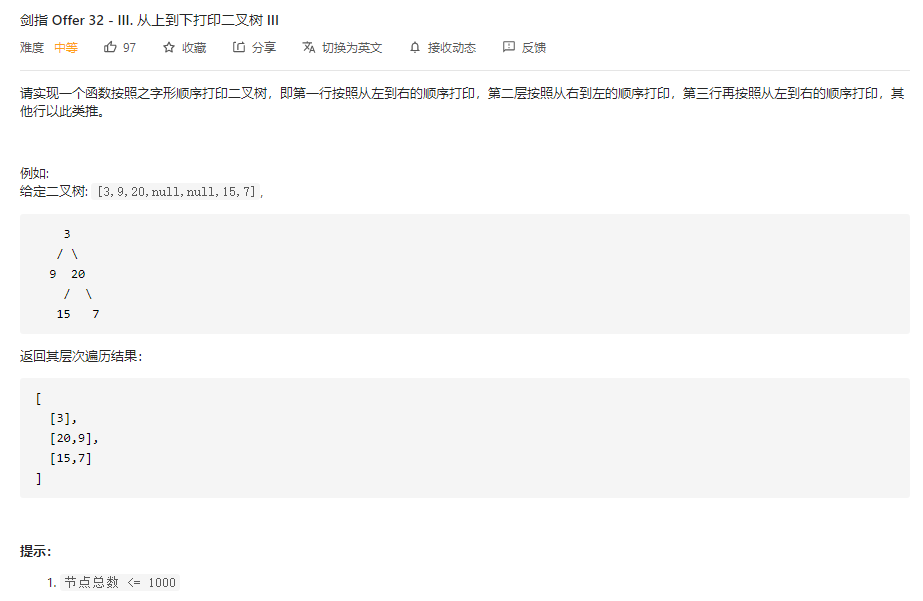 剑指 Offer 32 - III. 从上到下打印二叉树 III
难度 中等 97 收藏 分享 切换为英文 接收动态 反馈
请实现一个函数按照之字形顺序打印二叉树，即第一行按照从左到右的顺序打印，第二层按照从右到左的顺序打印，第三行再按照从左到右的顺序打印，其
他行以此类推。
例如:
给定二叉树: [3,9,20,null,null,15,7],
3
/ \
9 20
/ \
15 7
返回其层次遍历结果：
[
[3],
[20,9],
[15,7]
]
提示：
1. 节点总数 <= 1000